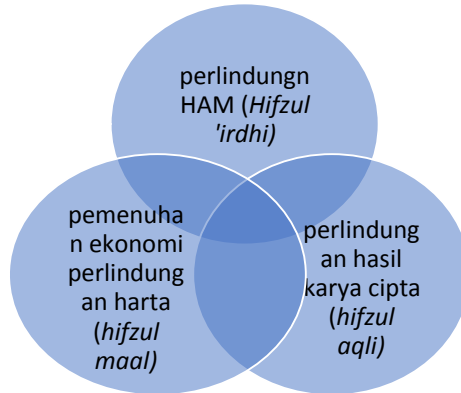 perlindungn
HAM (Hifzul
'irdhi)
pemenuha
n ekonomi
perlindung
an harta
(hifzul
maal)
perlindung
an hasil
karya cipta
(hifzul
aqli)